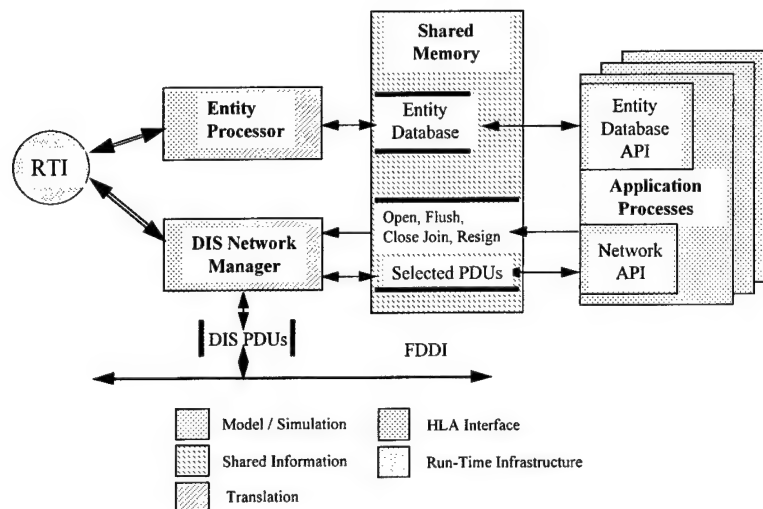 Shared
Memory
Entity
Processor
Entity
Database
Entity
Database
API
RTI
Application
Processes
Open, Flush,
Close Join, Resign
DIS Network
Manager
Selected PDUs
Network
API
DIS PDUs
FDDI
Model / Simulation
HLA Interface
Shared Information
Run-Time Infrastructure
Translation